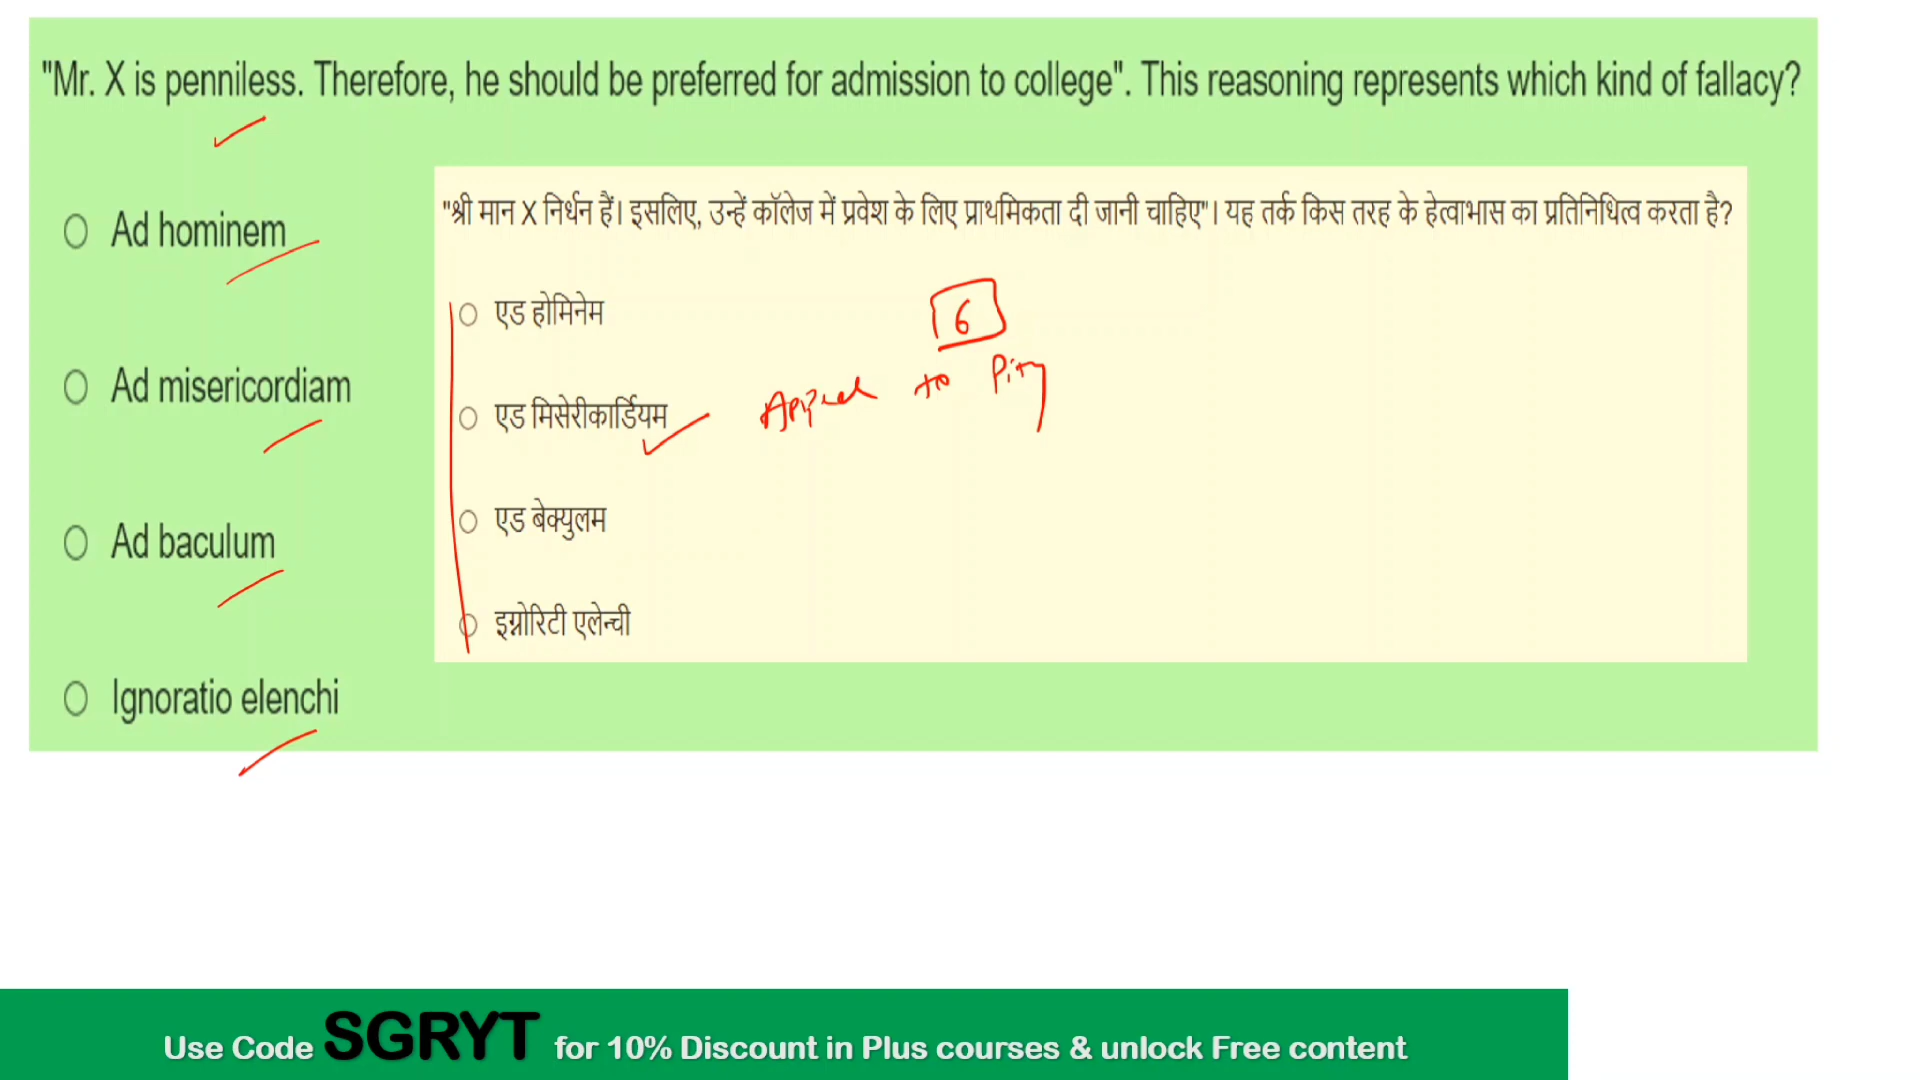 "Mr. X is penniless. Therefore, he should be preferred for admission to college". This reasoning represents which kind of fallacy?
Ad hominem
Ad misericordiam
Ad baculum
Ignoratio elenchi
"श्री मान X निर्धन हैं। इसलिए, उन्हें कॉलेज में प्रवेश के लिए प्राथमिकता दी जानी चाहिए"। यह तर्क किस तरह के हेत्वाभास का प्रतिनिधित्व करता है?
एड होमिनेम
6
एड मिसेरीकार्डियम
Appeal to Pity
एड बेक्युलम
इग्नोरिटी एलेन्ची
Use Code SGRYT for 10% Discount in Plus courses & unlock Free content